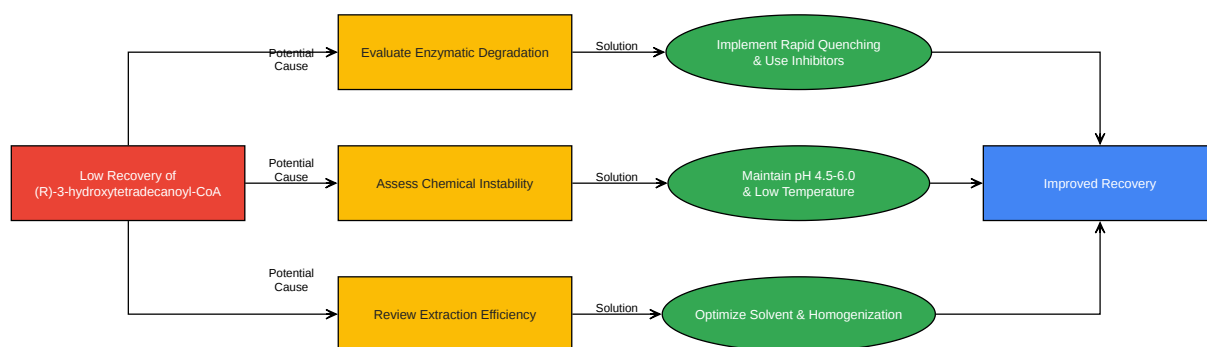 Potential
Cause
Evaluate Enzymatic Degradation
Solution
Implement Rapid Quenching
& Use Inhibitors
Low Recovery of
(R)-3-hydroxytetradecanoyl-CoA
Potential
Cause
Assess Chemical Instability
Solution
Maintain pH 4.5-6.0
& Low Temperature
Improved Recovery
Potential
Cause
Review Extraction Efficiency
Solution
Optimize Solvent & Homogenization